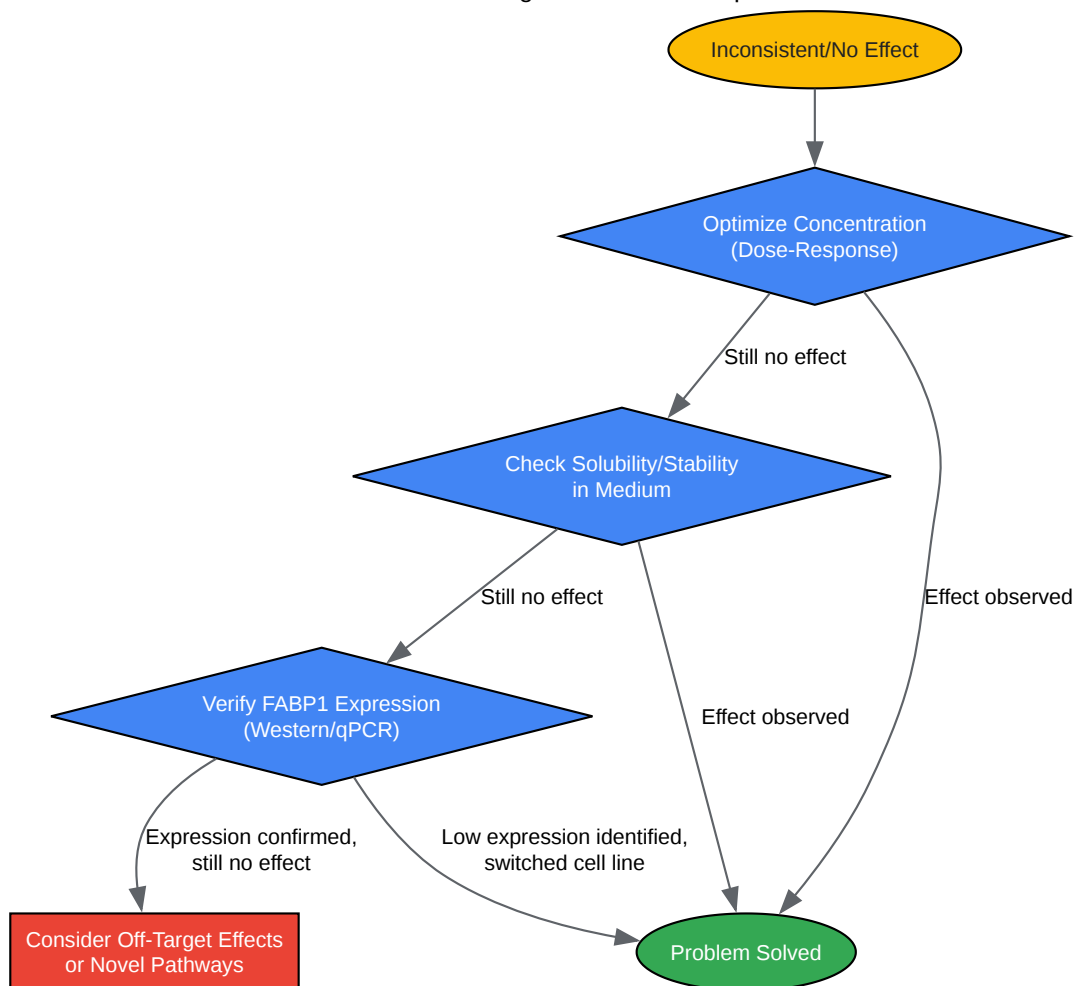 Inconsistent/No Effect
Optimize Concentration
(Dose-Response)
Still no effect
Check Solubility/Stability
in Medium
Still no effect
Effect observed
Verify FABP1 Expression
(Western/qPCR)
Effect observed
Expression confirmed,
still no effect
Low expression identified,
switched cell line
Consider Off-Target Effects
or Novel Pathways
Problem Solved